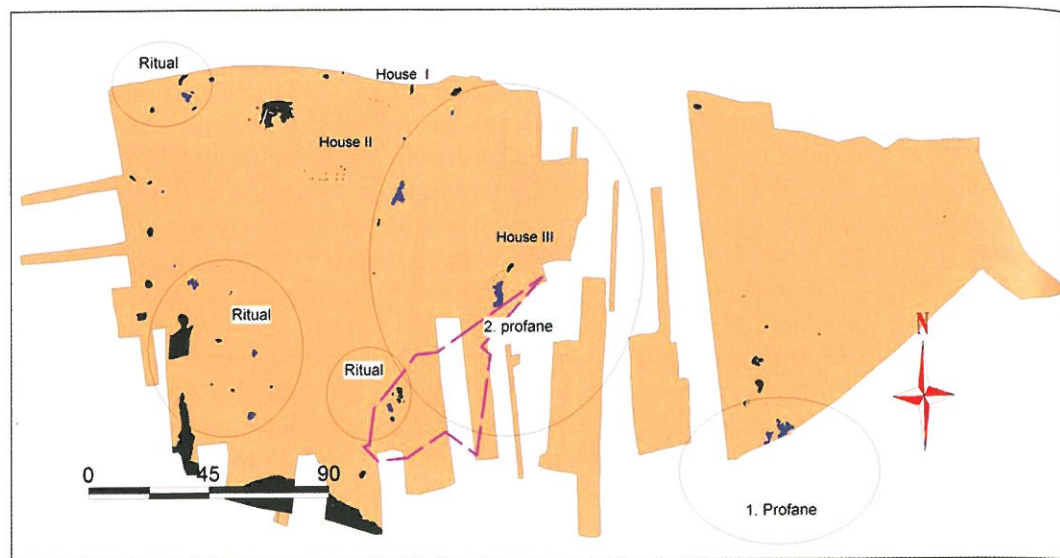 Ritual
House I
House II
House III
Ritual
2. profane
Ritual
N
0 45 90
1. Profane